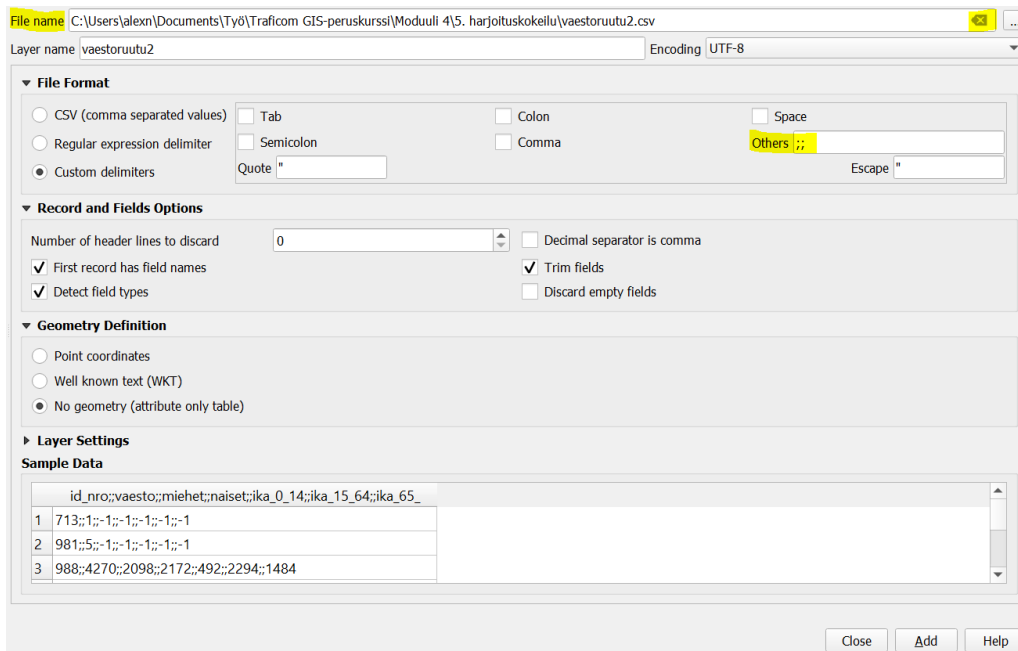 File name C:\Users\alexn\Documents\Työ\Traficom GIS-peruskurssi\Moduuli 4\5. harjoituskokeilu\vaestoruutu2.csv ...
Layer name vaestoruutu2 Encoding UTF-8
File Format
CSV (comma separated values) Tab Colon Space
Regular expression delimiter Semicolon Comma Others ;;
Custom delimiters Quote " Escape "
Record and Fields Options
Number of header lines to discard 0 Decimal separator is comma
First record has field names Trim fields
Detect field types Discard empty fields
Geometry Definition
Point coordinates
Well known text (WKT)
No geometry (attribute only table)
Layer Settings
Sample Data
id_nro;;vaesto;;miehet;;naiset;;ika_0_14;;ika_15_64;;ika_65_
1 713;;1;;-1;;-1;;-1;;-1;;-1
2 981;;5;;-1;;-1;;-1;;-1;;-1
3 988;;4270;;2098;;2172;;492;;2294;;1484
Close Add Help